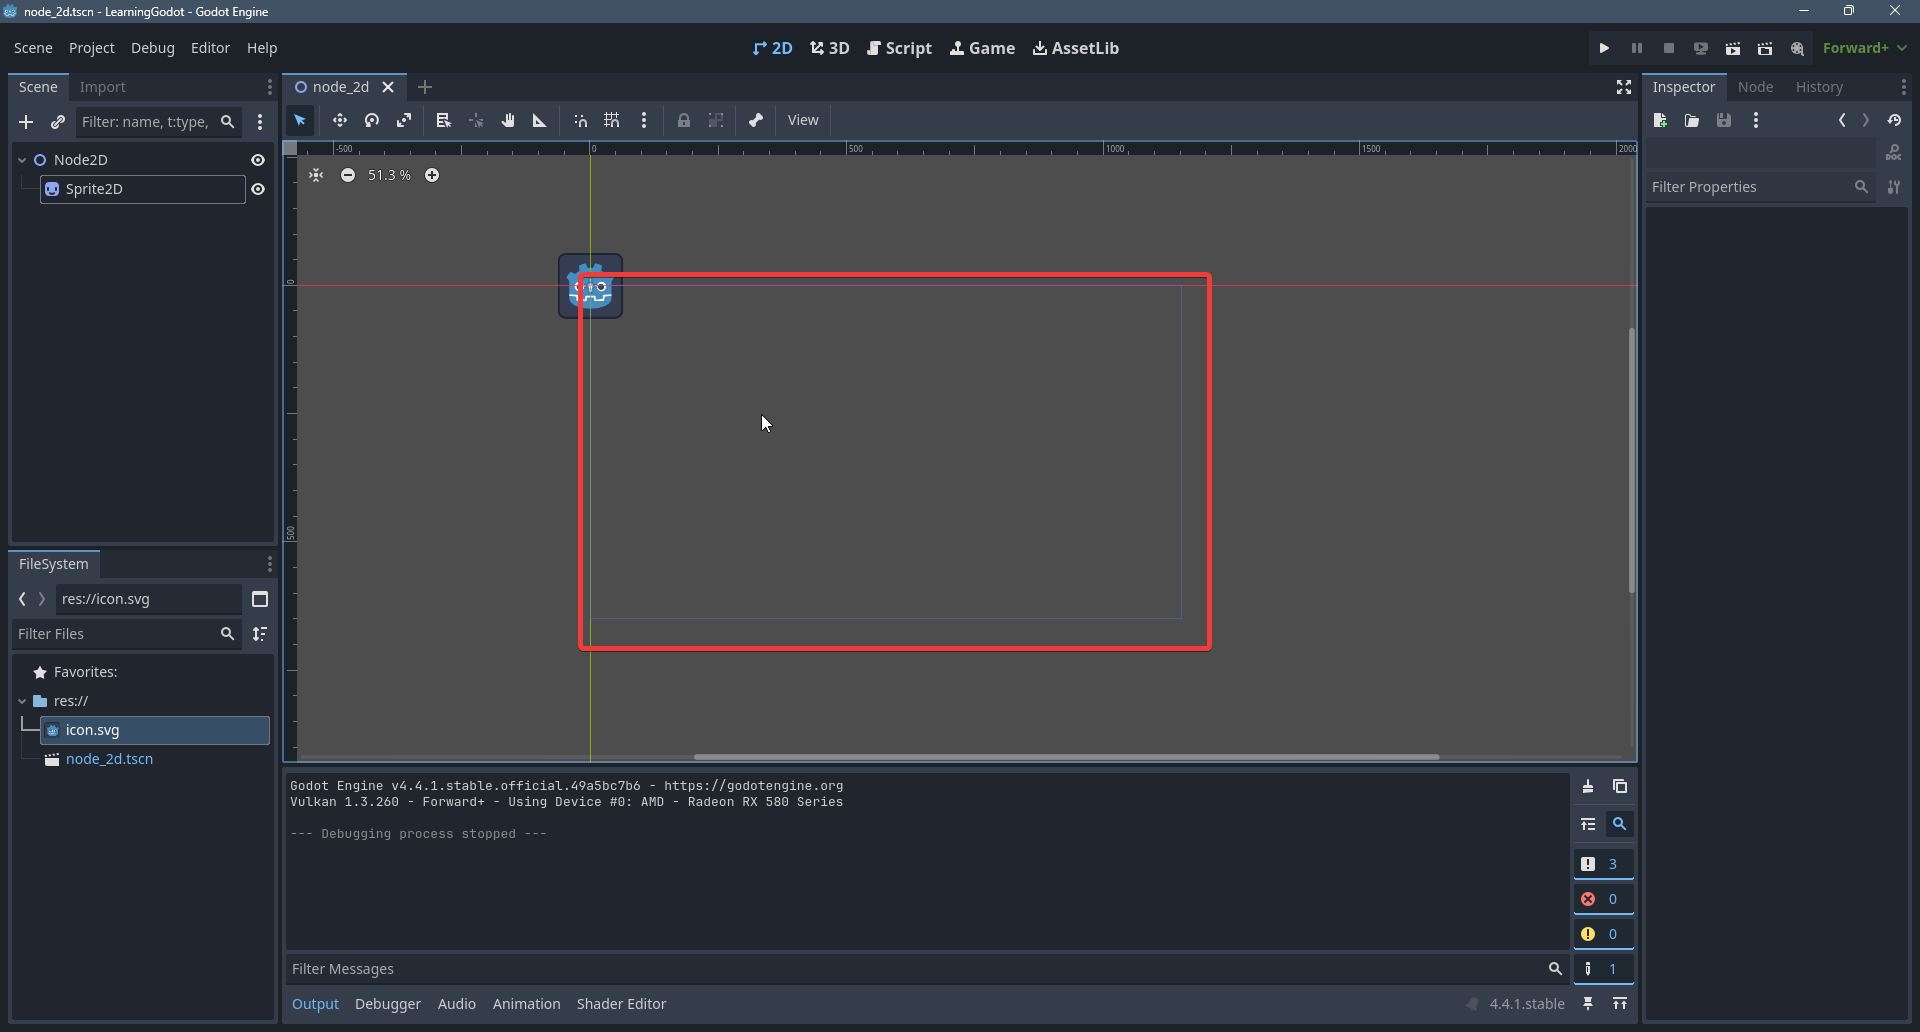 node_2d.tscn - LearningGodot - Godot Engine
Scene Project Debug Editor Help
2D 3D Script Game AssetLib
Forward+
Scene Import
node_2d
Inspector Node History
Filter: name, t:type,
View
-500 0 500 1000 1500 2000
51.3 %
DOC
Node2D
Sprite2D
Filter Properties
0
500
FileSystem
res://icon.svg
Filter Files
Favorites:
res://
icon.svg
node_2d.tscn
Godot Engine v4.4.1.stable.official.49a5bc7b6 - https://godotengine.org
Vulkan 1.3.260 - Forward+ - Using Device #0: AMD - Radeon RX 580 Series
--- Debugging process stopped ---
3
0
0
1
Filter Messages
Output Debugger Audio Animation Shader Editor
4.4.1.stable